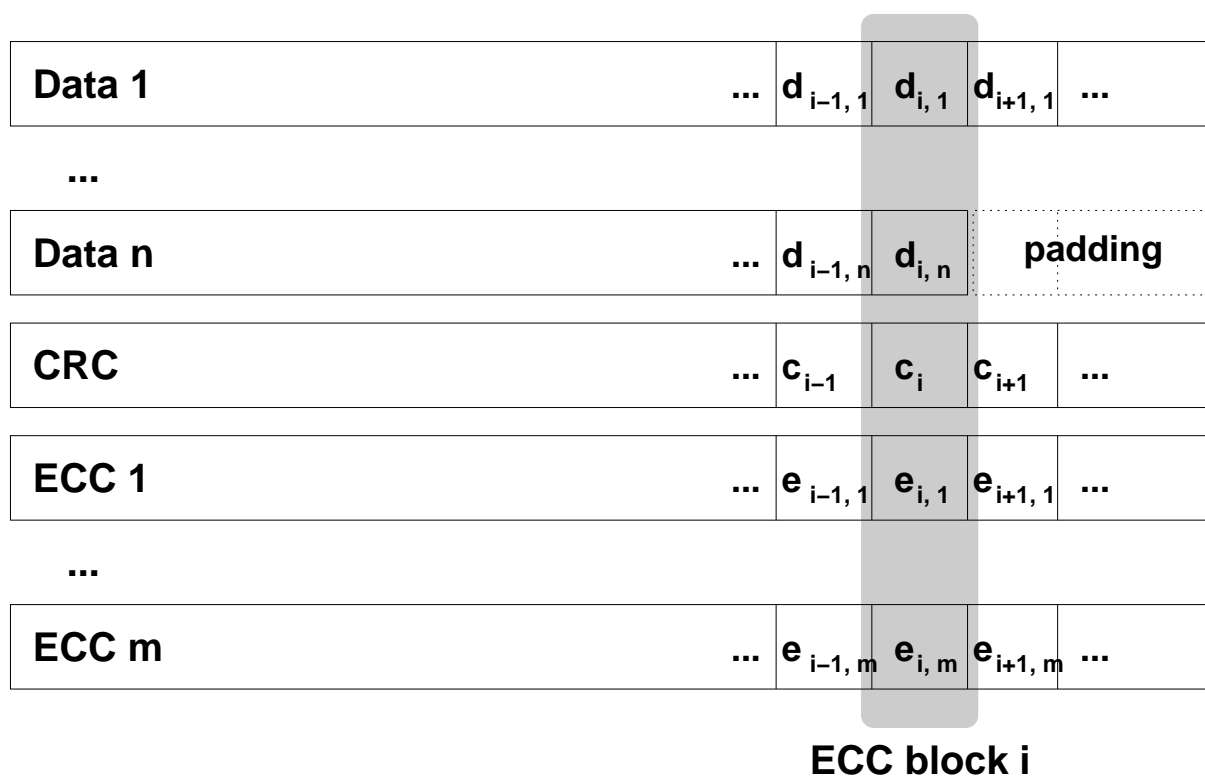 Data 1 ... d i–1, 1 d i, 1 d i+1, 1 ...
...
Data n ... d i–1, n d i, n padding
CRC ... c i–1 c i c i+1 ...
ECC 1 ... e i–1, 1 e i, 1 e i+1, 1 ...
...
ECC m ... e i–1, m e i, m e i+1, m ...
ECC block i